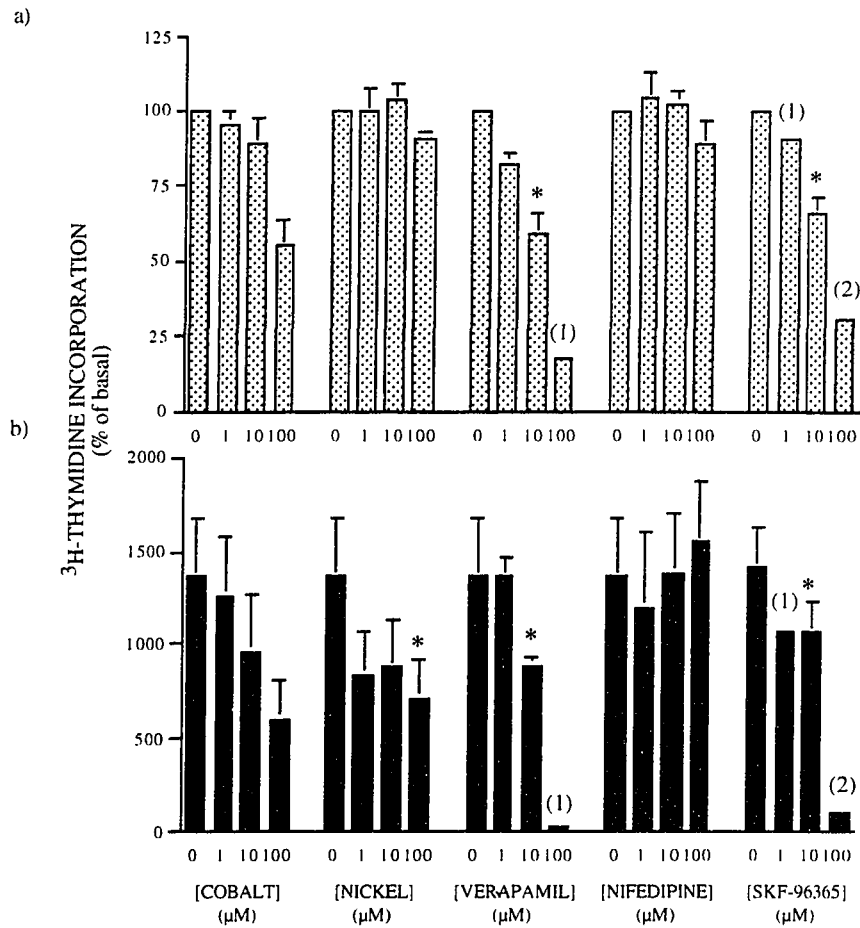 a)
125
100
75
50
25
0
(1)
*
(1)
*
(2)
0 1 10 100 0 1 10 100 0 1 10 100 0 1 10 100 0 1 10 100
³H-THYMIDINE INCORPORATION
(% of basal)
b)
2000
1500
1000
500
0
*
*
(1)
(1)
*
(2)
0 1 10 100 0 1 10 100 0 1 10 100 0 1 10 100 0 1 10 100
[COBALT] [NICKEL] [VERAPAMIL] [NIFEDIPINE] [SKF-96365]
(µM) (µM) (µM) (µM) (µM)